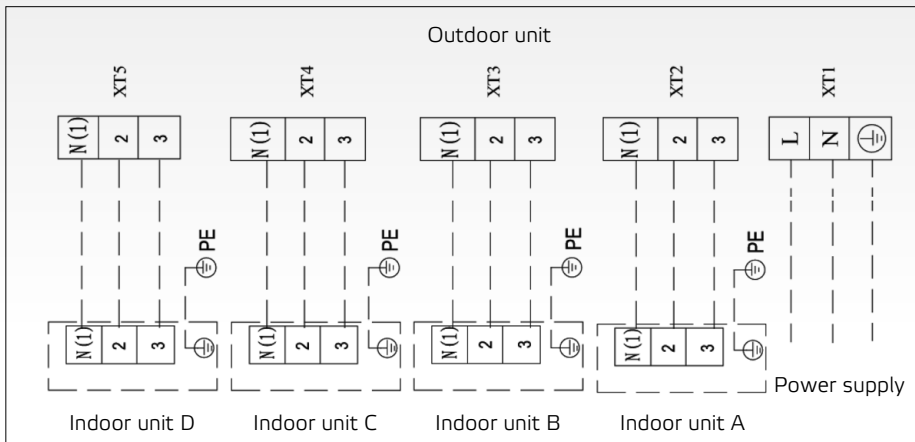 Outdoor unit
XT5
XT4
XT3
XT2
XT1
N(1) 2 3
N(1) 2 3
N(1) 2 3
N(1) 2 3
L N
PE
PE
PE
PE
N(1) 2 3
N(1) 2 3
N(1) 2 3
N(1) 2 3
Power supply
Indoor unit D
Indoor unit C
Indoor unit B
Indoor unit A